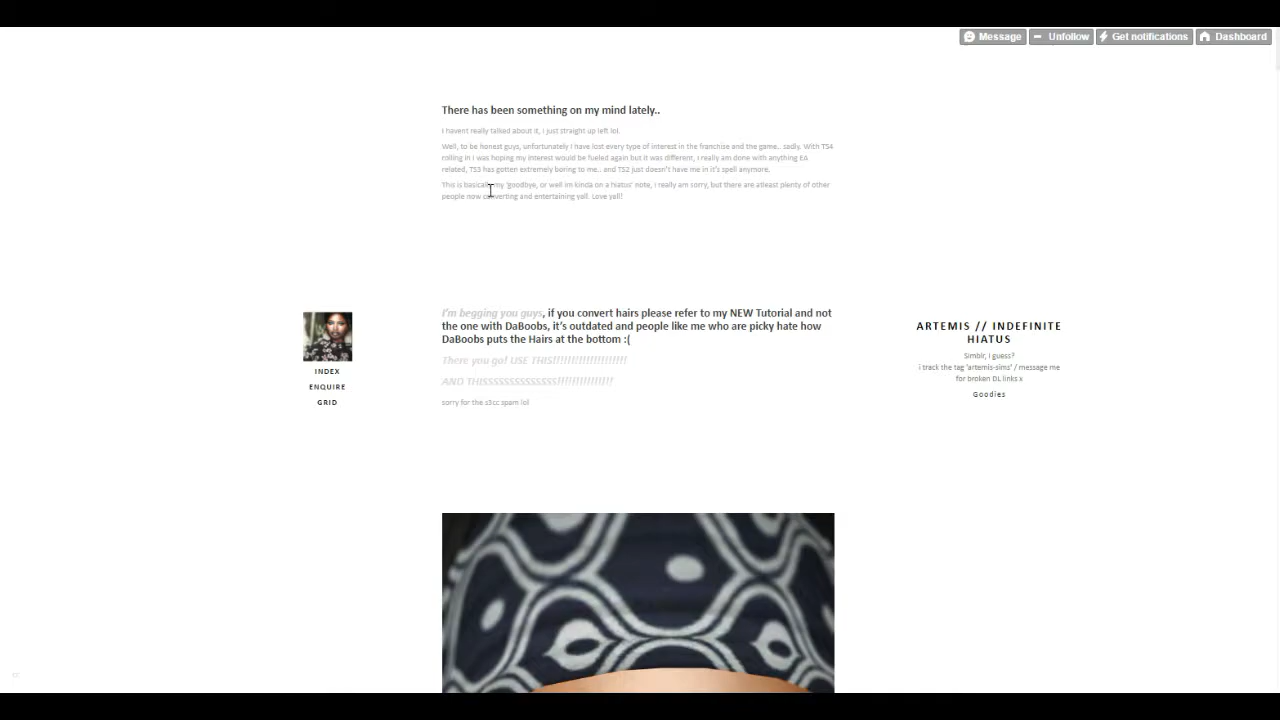 Message
Unfollow
Get notifications
Dashboard
There has been something on my mind lately..
I havent really talked about it, i just straight up left lol.
Well, to be honest guys, unfortunately I have lost every type of interest in the franchise and the game.. sadly. With TS4
rolling in I was hoping my interest would be fueled again but it was different, i really am done with anything EA
related, TS3 has gotten extremely boring to me.. and TS2 just doesn't have me in it's spell anymore.
This is basically my 'goodbye, or well im kinda on a hiatus' note, i really am sorry, but there are atleast plenty of other
people now converting and entertaining yall. Love yall!
I'm begging you guys, if you convert hairs please refer to my NEW Tutorial and not
the one with DaBoobs, it's outdated and people like me who are picky hate how
DaBoobs puts the Hairs at the bottom :(
There you go! USE THIS!!!!!!!!!!!!!!!!!!!!!
AND THISSSSSSSSSSSSS!!!!!!!!!!!!!!!
sorry for the s3cc spam lol
INDEX
ENQUIRE
GRID
ARTEMIS // INDEFINITE
HIATUS
Simblr, I guess?
i track the tag 'artemis-sims' / message me
for broken DL links x
Goodies